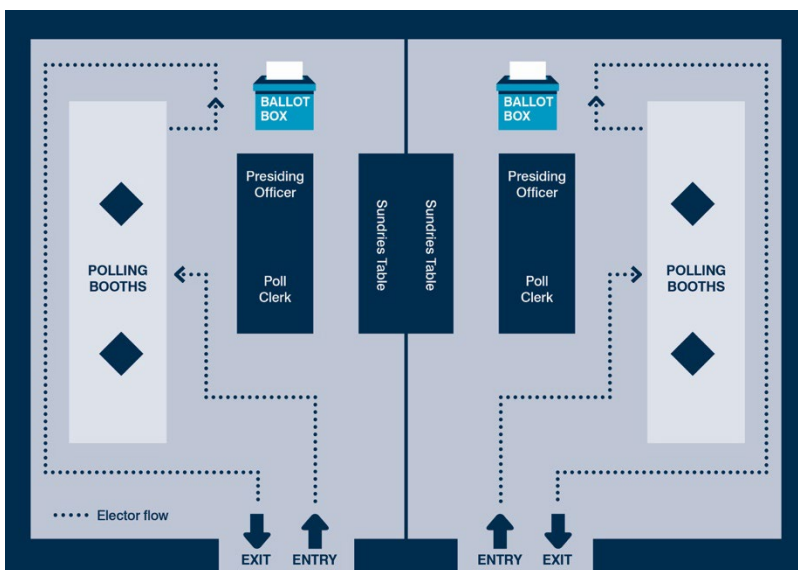 BALLOT
BOX
Presiding
Officer
Poll
Clerk
POLLING
BOOTHS
Sundries Table
Sundries Table
BALLOT
BOX
Presiding
Officer
Poll
Clerk
POLLING
BOOTHS
Elector flow
EXIT ENTRY
ENTRY EXIT